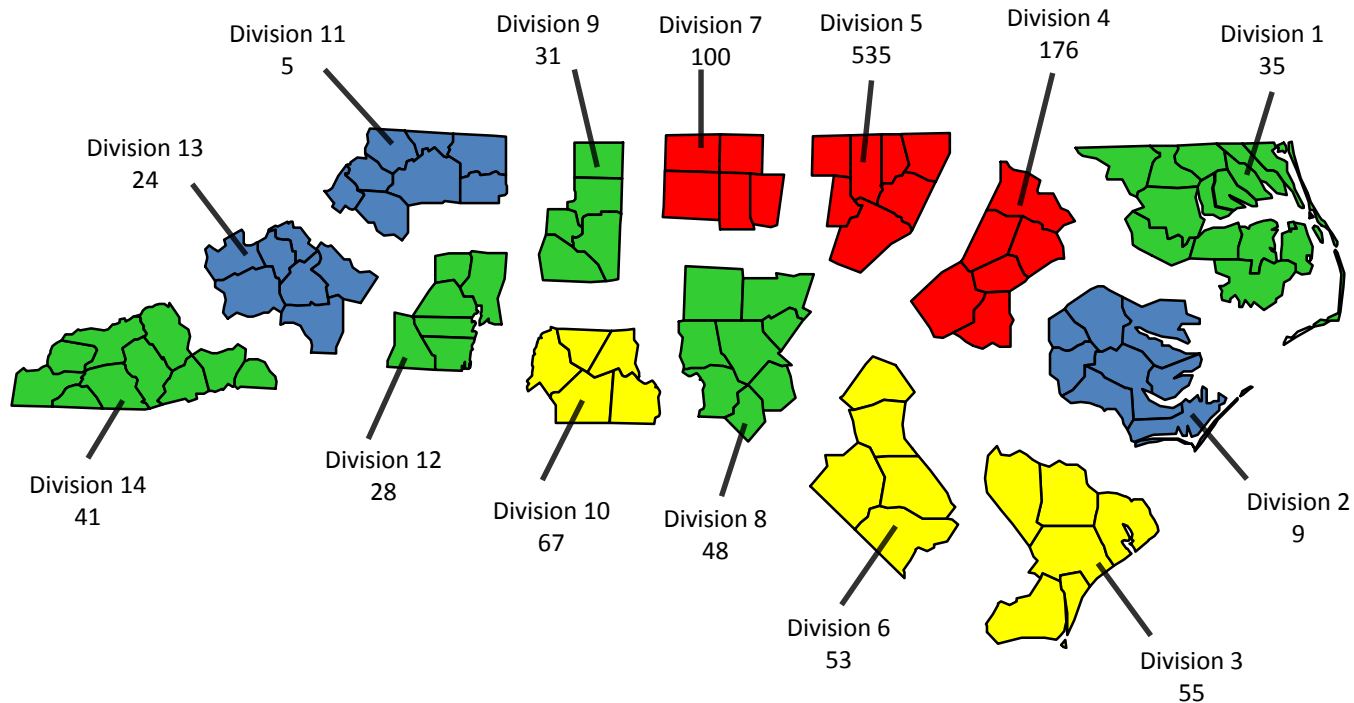 Division 11
5
Division 9
31
Division 7
100
Division 5
535
Division 4
176
Division 1
35
Division 13
24
Division 14
41
Division 12
28
Division 10
67
Division 8
48
Division 6
53
Division 3
55
Division 2
9